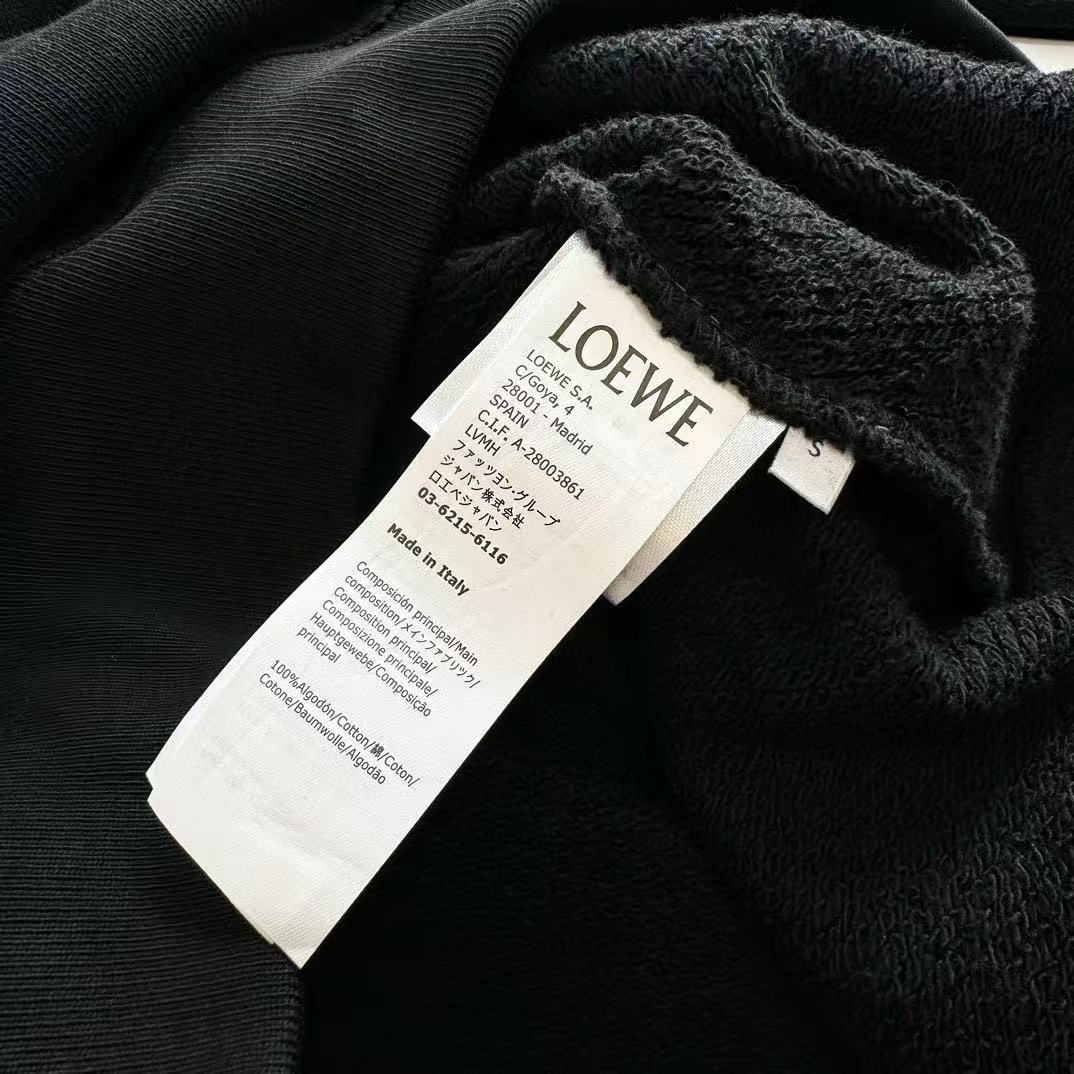 LOEWE
LOEWE S.A.
C/Goya, 4
28001 - Madrid
SPAIN
C.I.F. A-28003861
LVMH
ファッツヨン·グループ
ジャパン株式会社
ロエベジャパン
03-6215-6116
Made in Italy
Composición principal/Main
composition/メインファブリック/
Composition principal/
Composizione principale/
Hauptgewebe/Composição
principal
100%Algodón/Cotton/綿/Coton/
Cotone/Baumwolle/Algodão
S